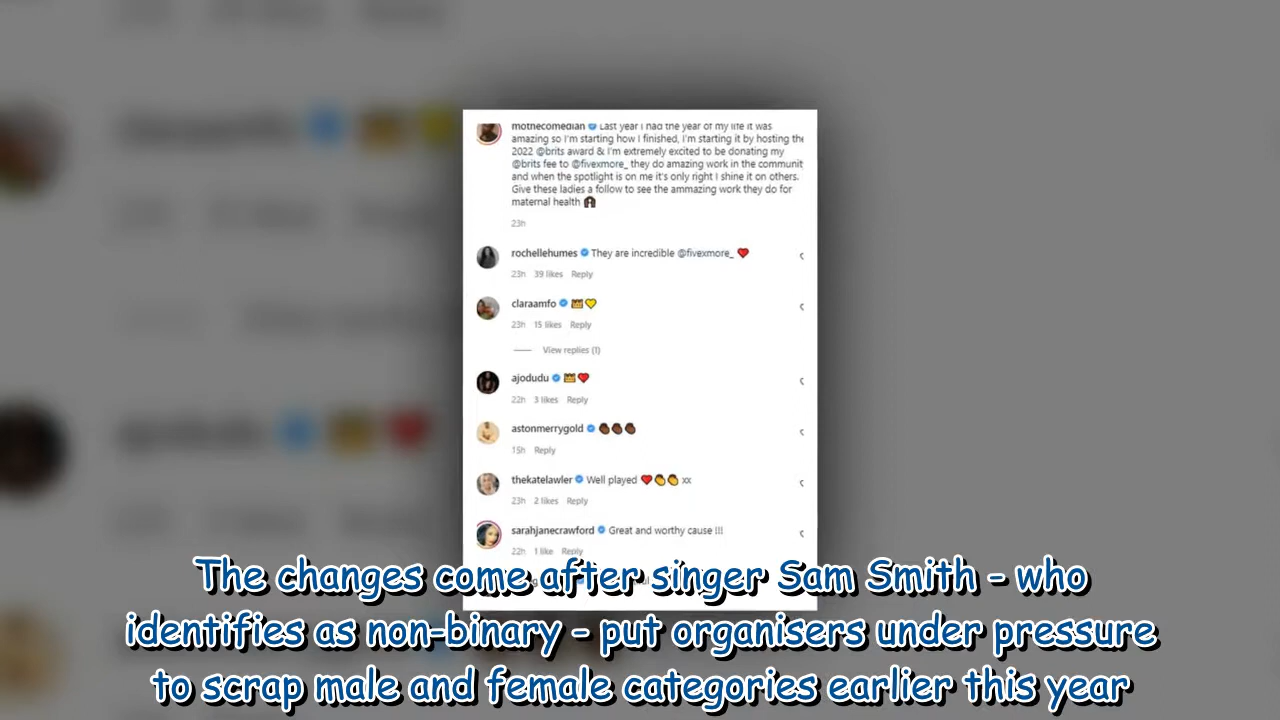 mothecomedian Last year I had the year of my life it was
amazing so I'm starting how I finished, I'm starting it by hosting the
2022 @brits award & I'm extremely excited to be donating my
@brits fee to @fivexmore_ they do amazing work in the communit
and when the spotlight is on me it's only right I shine it on others.
Give these ladies a follow to see the ammazing work they do for
maternal health
23h
rochellehumes They are incredible @fivexmore_
23h 39 likes Reply
claraamfo
23h 15 likes Reply
View replies (1)
ajodudu
22h 3 likes Reply
astonmerrygold
15h Reply
thekatelawler Well played xx
23h 2 likes Reply
sarahjanecrawford Great and worthy cause !!!
22h 1 like Reply
The changes come after singer Sam Smith - who
identifies as non-binary - put organisers under pressure
to scrap male and female categories earlier this year